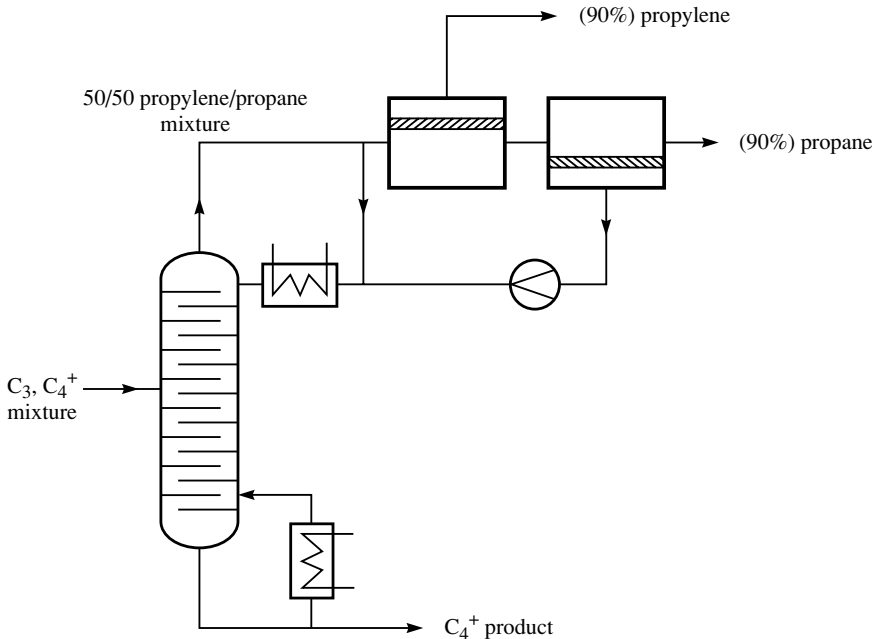 (90%) propylene
50/50 propylene/propane
mixture
(90%) propane
C₃, C₄⁺
mixture
C₄⁺ product